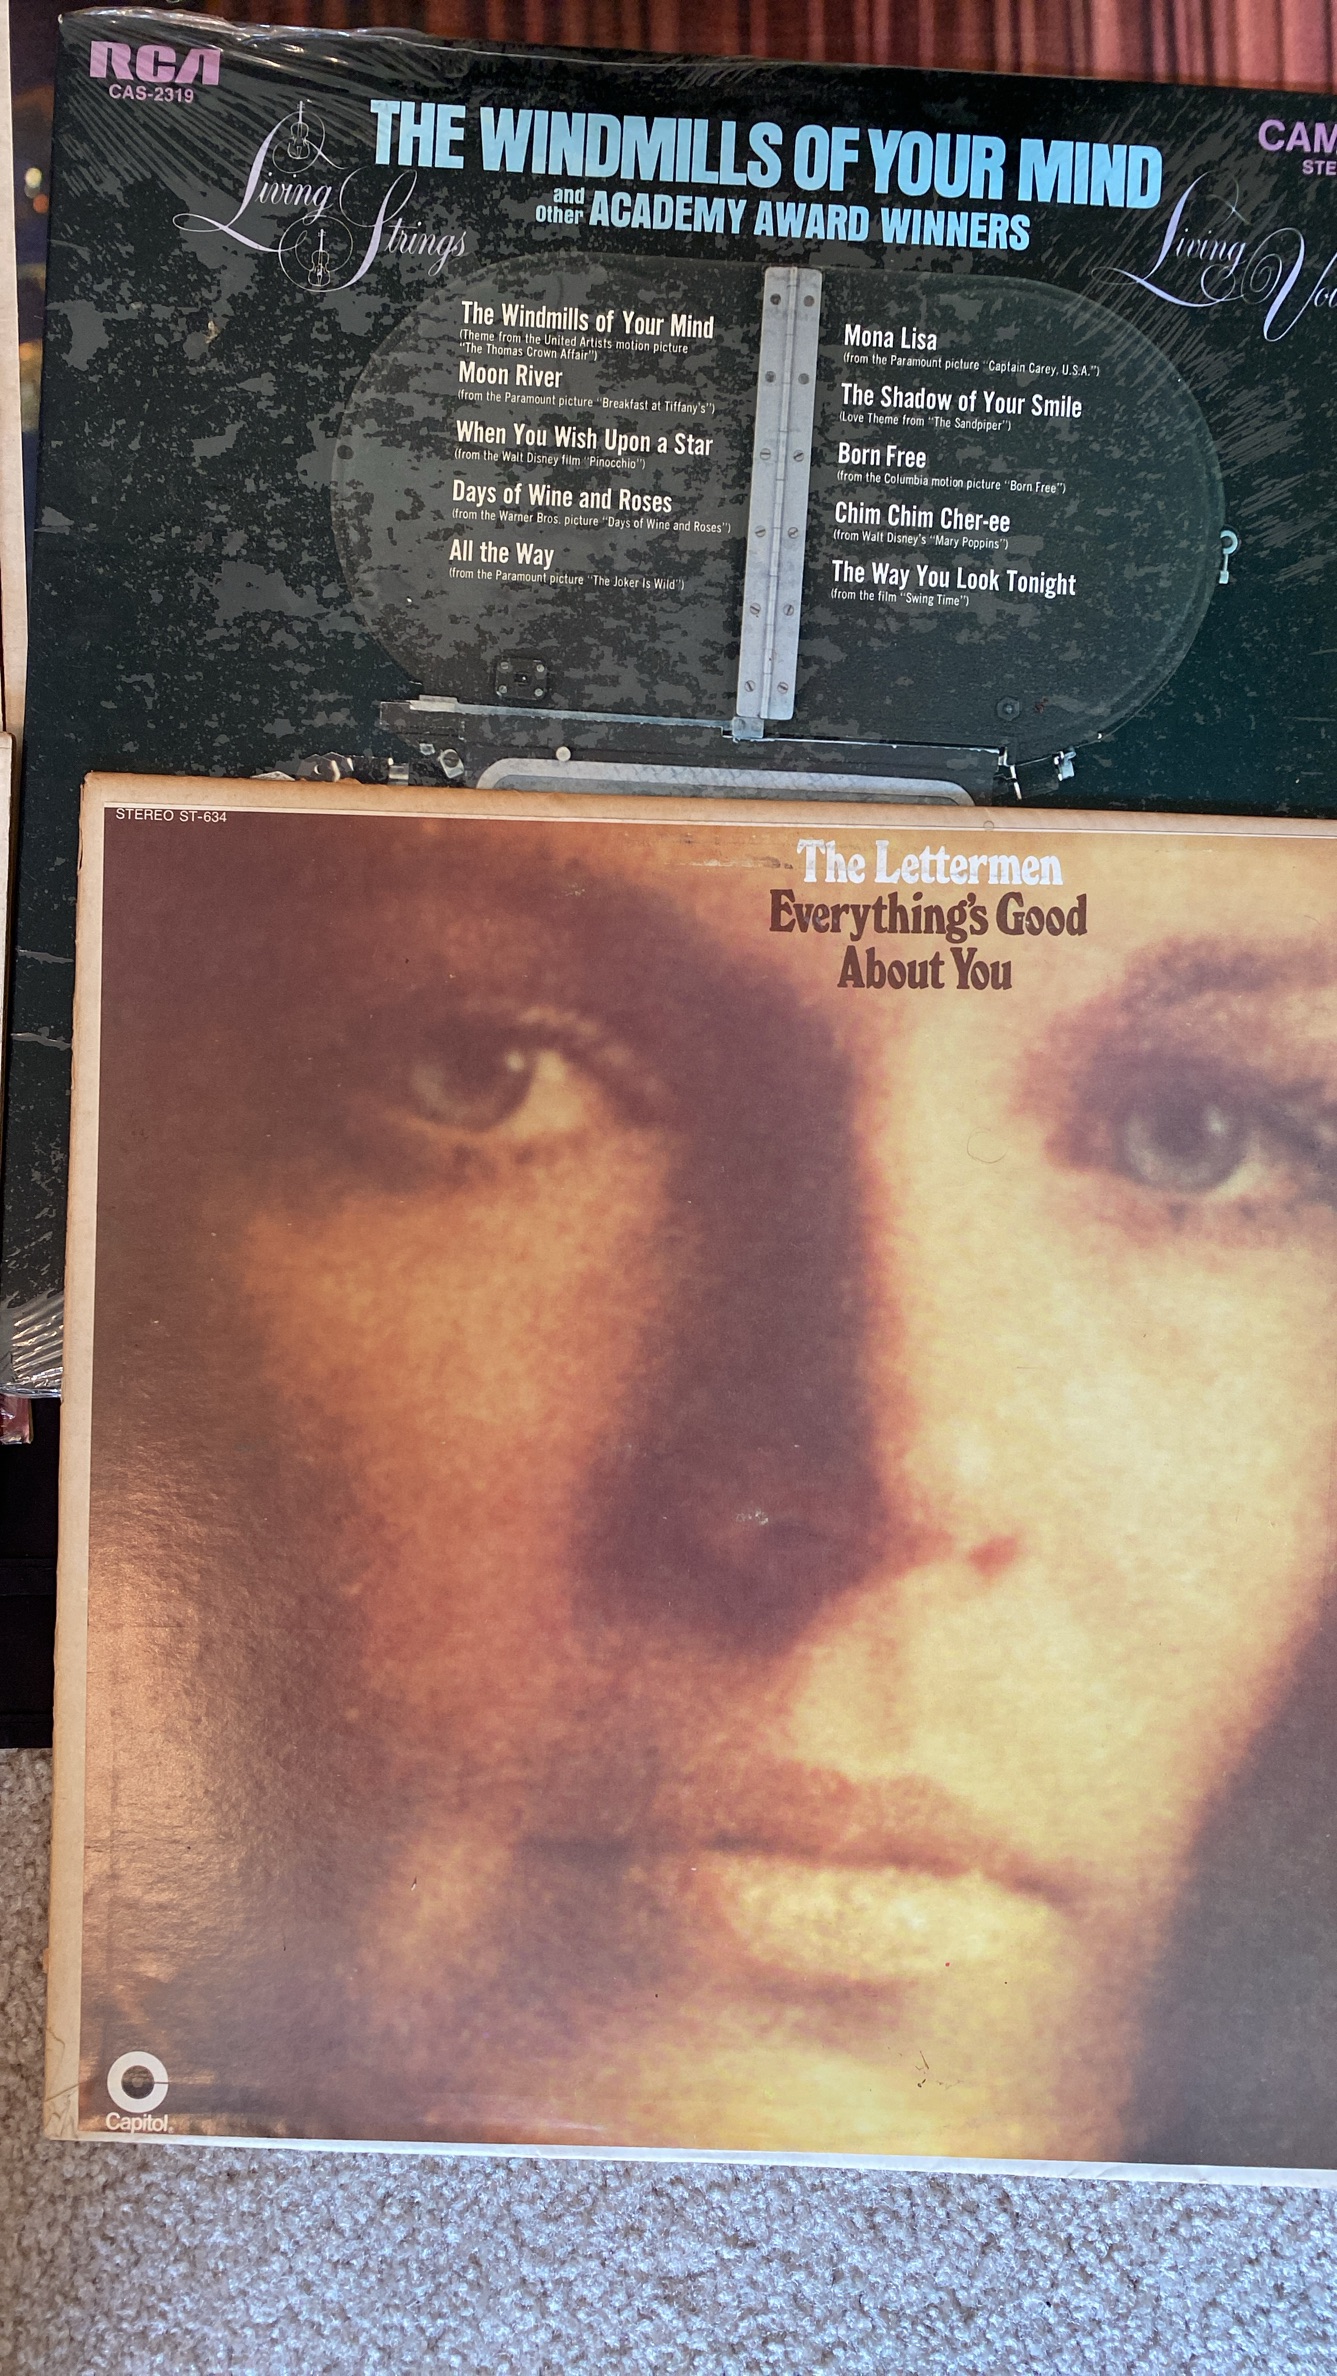 RCA
CAS-2319
THE WINDMILLS OF YOUR MIND
and other ACADEMY AWARD WINNERS
Living Strings
CAM
STE
Living
The Windmills of Your Mind
(Theme from the United Artists motion picture
"The Thomas Crown Affair")
Moon River
(from the Paramount picture "Breakfast at Tiffany's")
When You Wish Upon a Star
(from the Walt Disney film "Pinocchio")
Days of Wine and Roses
(from the Warner Bros. picture "Days of Wine and Roses")
All the Way
(from the Paramount picture "The Joker Is Wild")
Mona Lisa
(from the Paramount picture "Captain Carey, U.S.A.")
The Shadow of Your Smile
(Love Theme from "The Sandpiper")
Born Free
(from the Columbia motion picture "Born Free")
Chim Chim Cher-ee
(from Walt Disney's "Mary Poppins")
The Way You Look Tonight
(from the film "Swing Time")
STEREO ST-634
The Lettermen
Everything's Good
About You
Capitol.